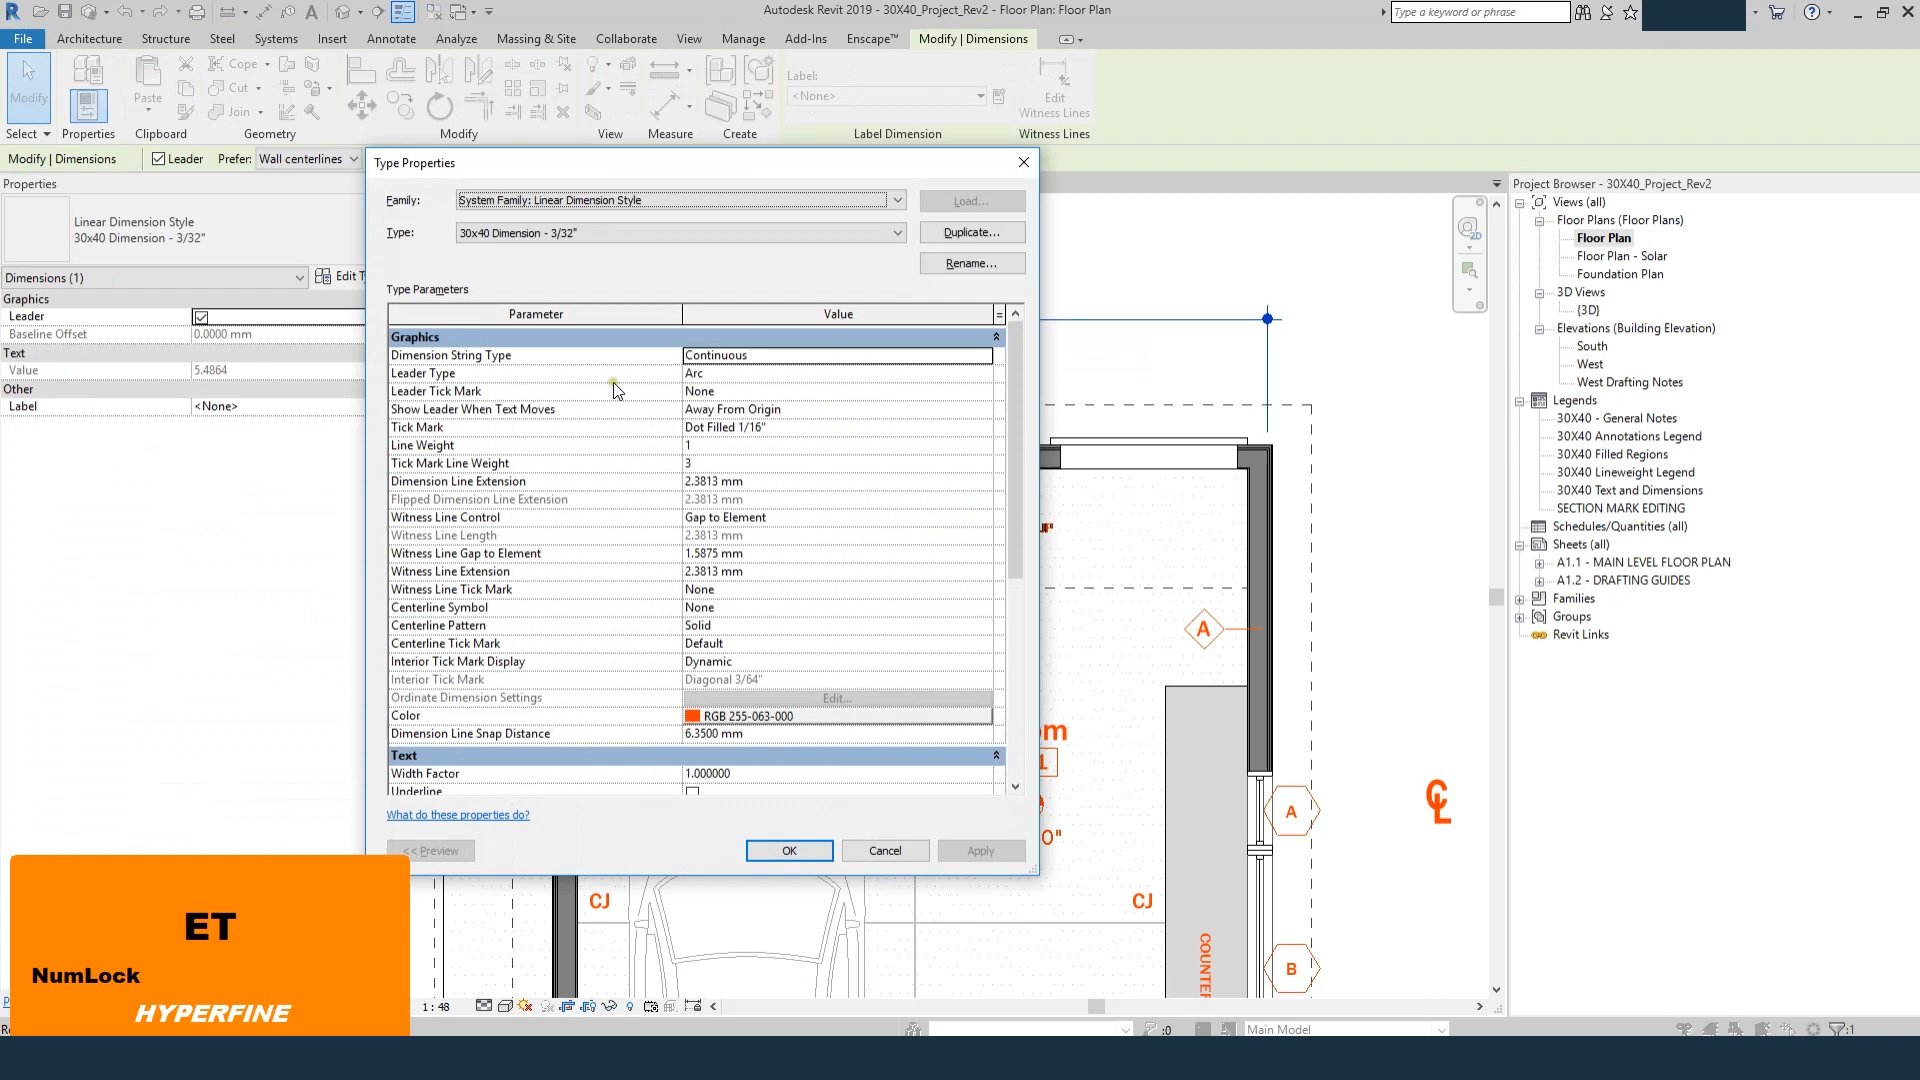 Autodesk Revit 2019 - 30X40_Project_Rev2 - Floor Plan: Floor Plan
Type a keyword or phrase
File Architecture Structure Steel Systems Insert Annotate Analyze Massing & Site Collaborate View Manage Add-Ins Enscape™ Modify | Dimensions
Modify Paste Cope Cut Join Label: <None> Edit Witness Lines
Select Properties Clipboard Geometry Modify View Measure Create Label Dimension Witness Lines
Modify | Dimensions Leader Prefer: Wall centerlines
Properties
Linear Dimension Style
30x40 Dimension - 3/32"
Dimensions (1) Edit T
Graphics
Leader
Baseline Offset 0.0000 mm
Text
Value 5.4864
Other
Label <None>
Type Properties
Family: System Family: Linear Dimension Style Load...
Type: 30x40 Dimension - 3/32" Duplicate...
Rename...
Type Parameters
Parameter Value =
Graphics
Dimension String Type Continuous
Leader Type Arc
Leader Tick Mark None
Show Leader When Text Moves Away From Origin
Tick Mark Dot Filled 1/16"
Line Weight 1
Tick Mark Line Weight 3
Dimension Line Extension 2.3813 mm
Flipped Dimension Line Extension 2.3813 mm
Witness Line Control Gap to Element
Witness Line Length 2.3813 mm
Witness Line Gap to Element 1.5875 mm
Witness Line Extension 2.3813 mm
Witness Line Tick Mark None
Centerline Symbol None
Centerline Pattern Solid
Centerline Tick Mark Default
Interior Tick Mark Display Dynamic
Interior Tick Mark Diagonal 3/64"
Ordinate Dimension Settings Edit...
Color RGB 255-063-000
Dimension Line Snap Distance 6.3500 mm
Text
Width Factor 1.000000
Underline
What do these properties do?
<< Preview OK Cancel Apply
A
m
1
0"
A
CJ
CJ
COUNTER
B
2D
Project Browser - 30X40_Project_Rev2
Views (all)
Floor Plans (Floor Plans)
Floor Plan
Floor Plan - Solar
Foundation Plan
3D Views
{3D}
Elevations (Building Elevation)
South
West
West Drafting Notes
Legends
30X40 - General Notes
30X40 Annotations Legend
30X40 Filled Regions
30X40 Lineweight Legend
30X40 Text and Dimensions
SECTION MARK EDITING
Schedules/Quantities (all)
Sheets (all)
A1.1 - MAIN LEVEL FLOOR PLAN
A1.2 - DRAFTING GUIDES
Families
Groups
Revit Links
ET
NumLock
HYPERFINE
1 : 48
:0 Main Model :1